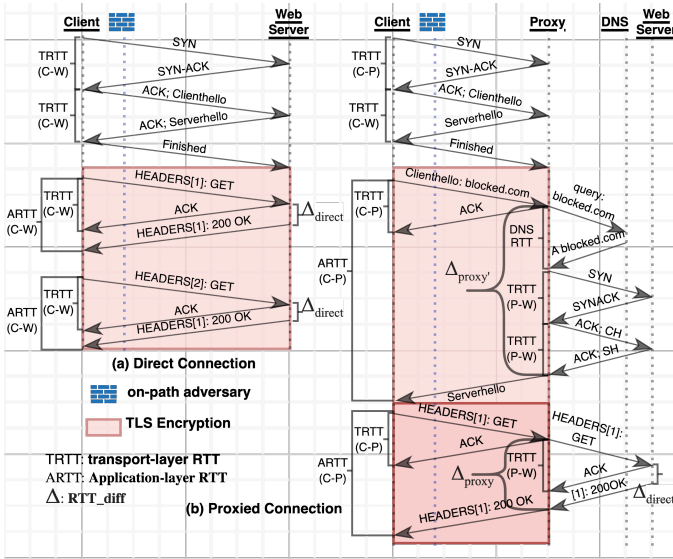 Client
Web
Server
TRTT
(C-W)
TRTT
(C-W)
SYN
SYN-ACK
ACK; Clienthello
ACK; Serverhello
Finished
HEADERS[1]: GET
ACK
HEADERS[1]: 200 OK
ARTT
(C-W)
TRTT
(C-W)
Δdirect
HEADERS[2]: GET
ACK
HEADERS[1]: 200 OK
ARTT
(C-W)
TRTT
(C-W)
Δdirect
(a) Direct Connection
on-path adversary
TLS Encryption
TRTT: transport-layer RTT
ARTT: Application-layer RTT
Δ: RTT_diff
Client
Proxy
DNS
Web
Server
TRTT
(C-P)
TRTT
(C-W)
SYN
SYN-ACK
ACK; Clienthello
Serverhello
Finished
Clienthello: blocked.com
ACK
TRTT
(C-P)
ARTT
(C-P)
query:
blocked.com
A blocked.com
DNS
RTT
Δproxy'
SYN
SYNACK
TRTT
(P-W)
ACK; CH
ACK; SH
TRTT
(P-W)
Serverhello
HEADERS[1]: GET
ACK
HEADERS[1]: 200 OK
TRTT
(C-P)
ARTT
(C-P)
HEADERS[1]:
GET
ACK
[1]: 200OK
TRTT
(P-W)
Δproxy
Δdirect
(b) Proxied Connection